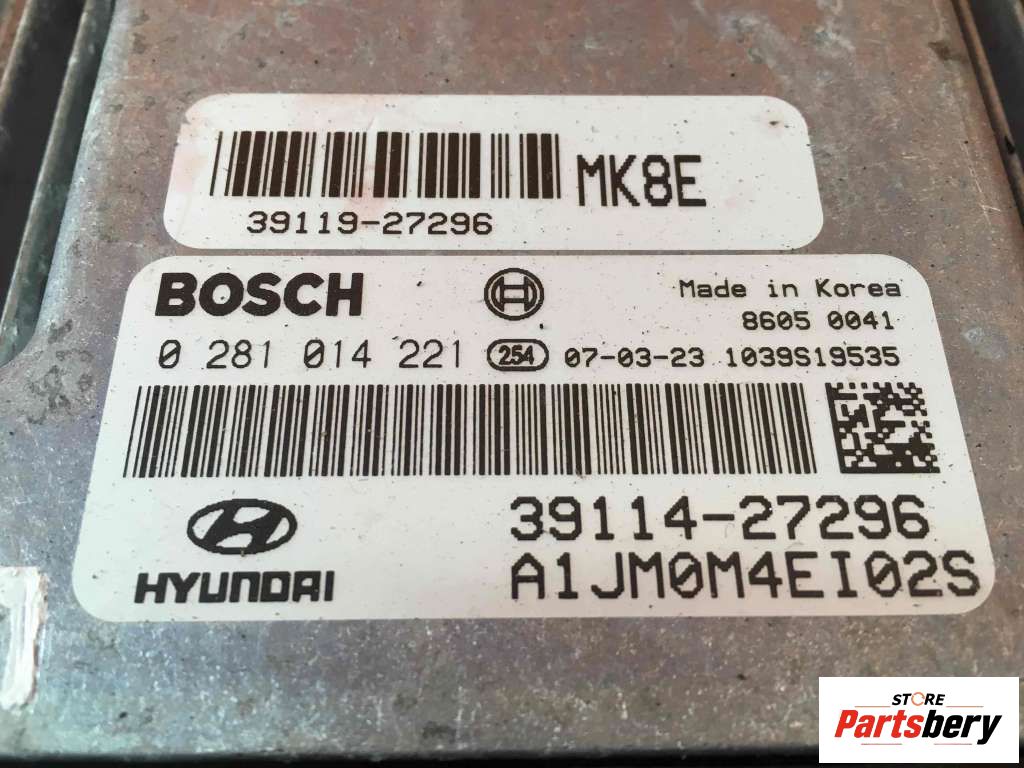 MK8E
39119-27296
BOSCH
Made in Korea
8605 0041
0 281 014 221 254 07-03-23 1039S19535
39114-27296
HYUNDAI
A1JM0M4EI02S
STORE
Partsbery